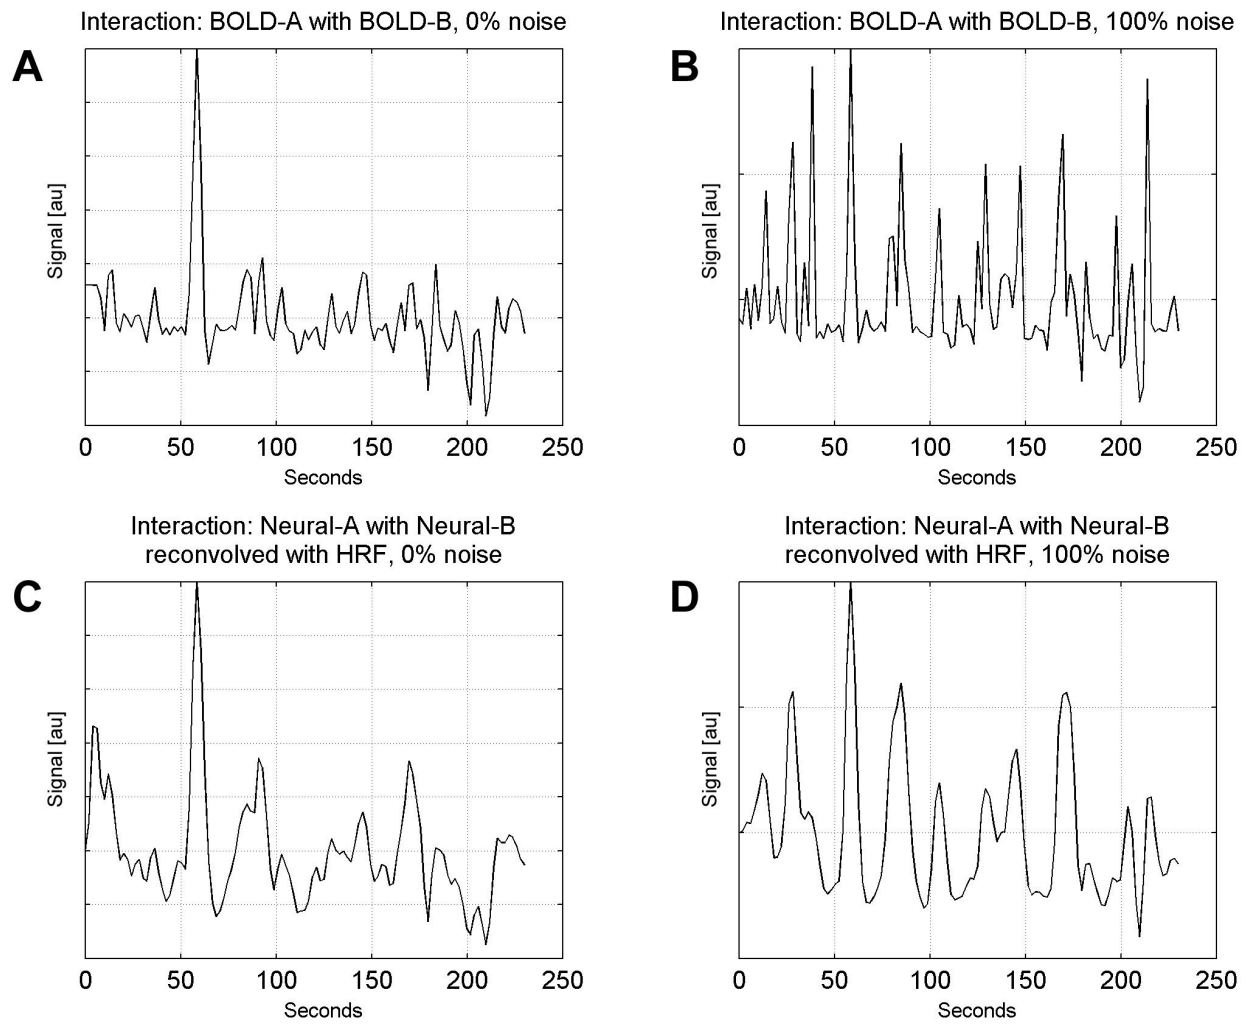 Interaction: BOLD-A with BOLD-B, 0% noise
A
Signal [au]
0 50 100 150 200 250
Seconds
Interaction: BOLD-A with BOLD-B, 100% noise
B
Signal [au]
0 50 100 150 200 250
Seconds
Interaction: Neural-A with Neural-B
reconvolved with HRF, 0% noise
C
Signal [au]
0 50 100 150 200 250
Seconds
Interaction: Neural-A with Neural-B
reconvolved with HRF, 100% noise
D
Signal [au]
0 50 100 150 200 250
Seconds